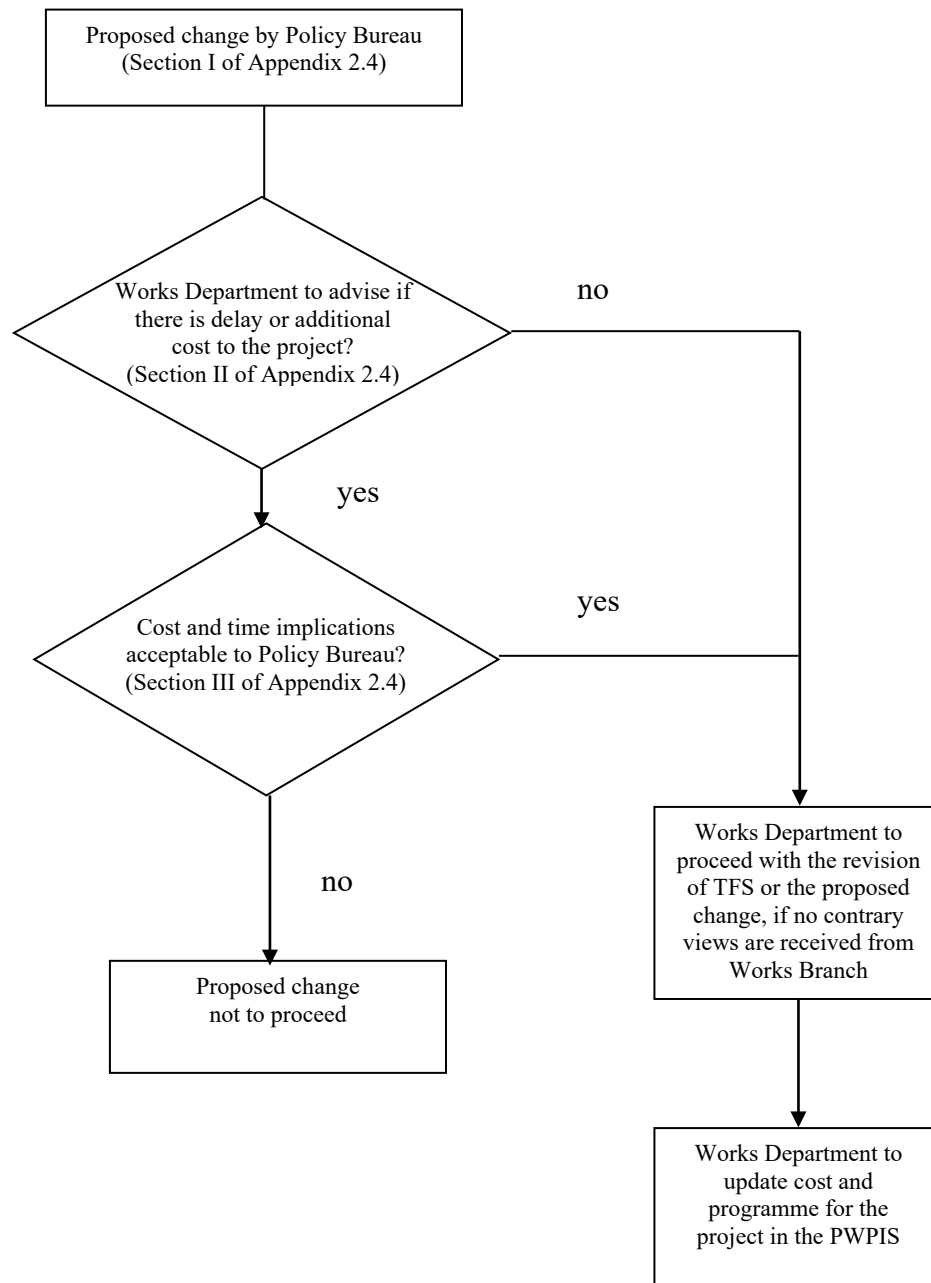 Proposed change by Policy Bureau
(Section I of Appendix 2.4)
Works Department to advise if
there is delay or additional
cost to the project?
(Section II of Appendix 2.4)
no
yes
Cost and time implications
acceptable to Policy Bureau?
(Section III of Appendix 2.4)
yes
no
Proposed change
not to proceed
Works Department to
proceed with the revision
of TFS or the proposed
change, if no contrary
views are received from
Works Branch
Works Department to
update cost and
programme for the
project in the PWPIS